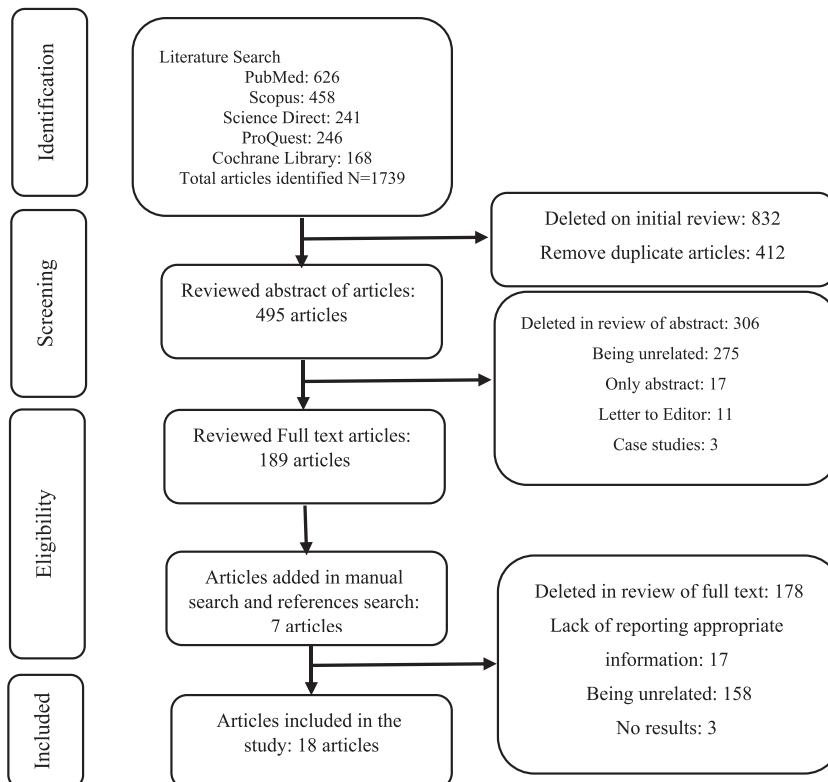 Identification
Literature Search
PubMed: 626
Scopus: 458
Science Direct: 241
ProQuest: 246
Cochrane Library: 168
Total articles identified N=1739
Deleted on initial review: 832
Remove duplicate articles: 412
Screening
Reviewed abstract of articles:
495 articles
Deleted in review of abstract: 306
Being unrelated: 275
Only abstract: 17
Letter to Editor: 11
Case studies: 3
Eligibility
Reviewed Full text articles:
189 articles
Articles added in manual
search and references search:
7 articles
Deleted in review of full text: 178
Lack of reporting appropriate
information: 17
Being unrelated: 158
No results: 3
Included
Articles included in the
study: 18 articles